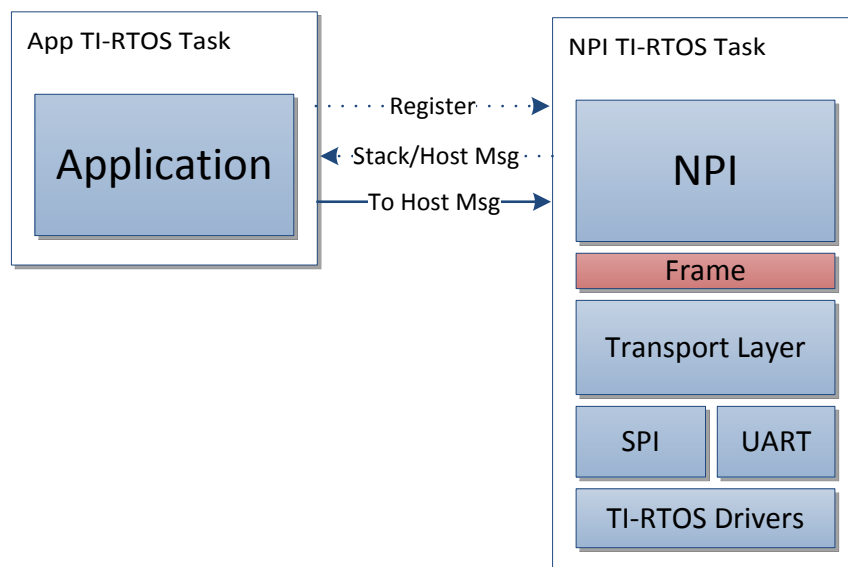 App TI-RTOS Task
Application
Register
Stack/Host Msg
To Host Msg
NPI TI-RTOS Task
NPI
Frame
Transport Layer
SPI
UART
TI-RTOS Drivers